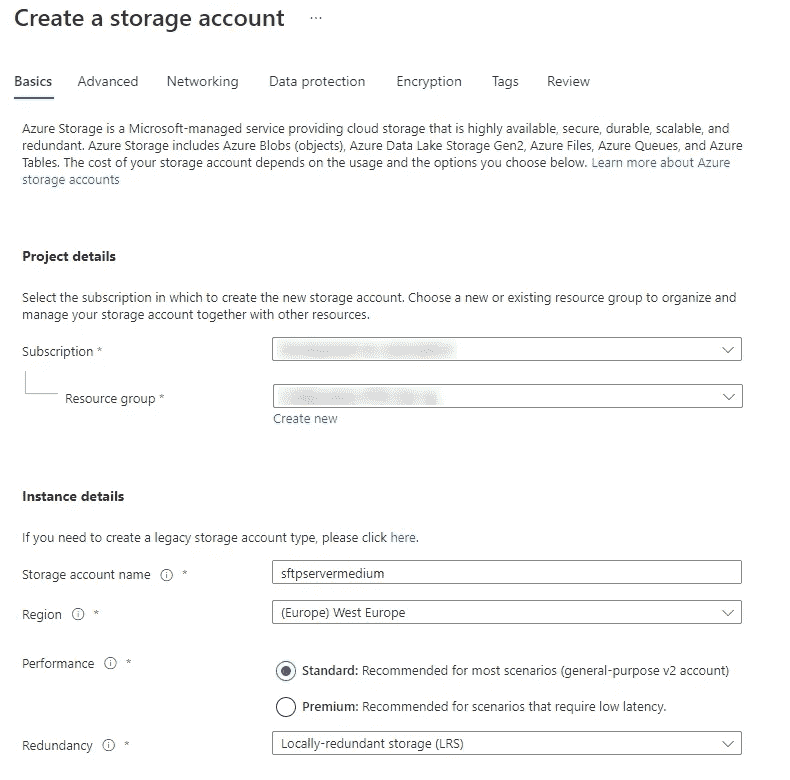 Create a storage account ...
Basics Advanced Networking Data protection Encryption Tags Review
Azure Storage is a Microsoft-managed service providing cloud storage that is highly available, secure, durable, scalable, and
redundant. Azure Storage includes Azure Blobs (objects), Azure Data Lake Storage Gen2, Azure Files, Azure Queues, and Azure
Tables. The cost of your storage account depends on the usage and the options you choose below. Learn more about Azure
storage accounts
Project details
Select the subscription in which to create the new storage account. Choose a new or existing resource group to organize and
manage your storage account together with other resources.
Subscription *
Resource group *
Create new
Instance details
If you need to create a legacy storage account type, please click here.
Storage account name * sftpservermedium
Region * (Europe) West Europe
Performance * Standard: Recommended for most scenarios (general-purpose v2 account)
Premium: Recommended for scenarios that require low latency.
Redundancy * Locally-redundant storage (LRS)